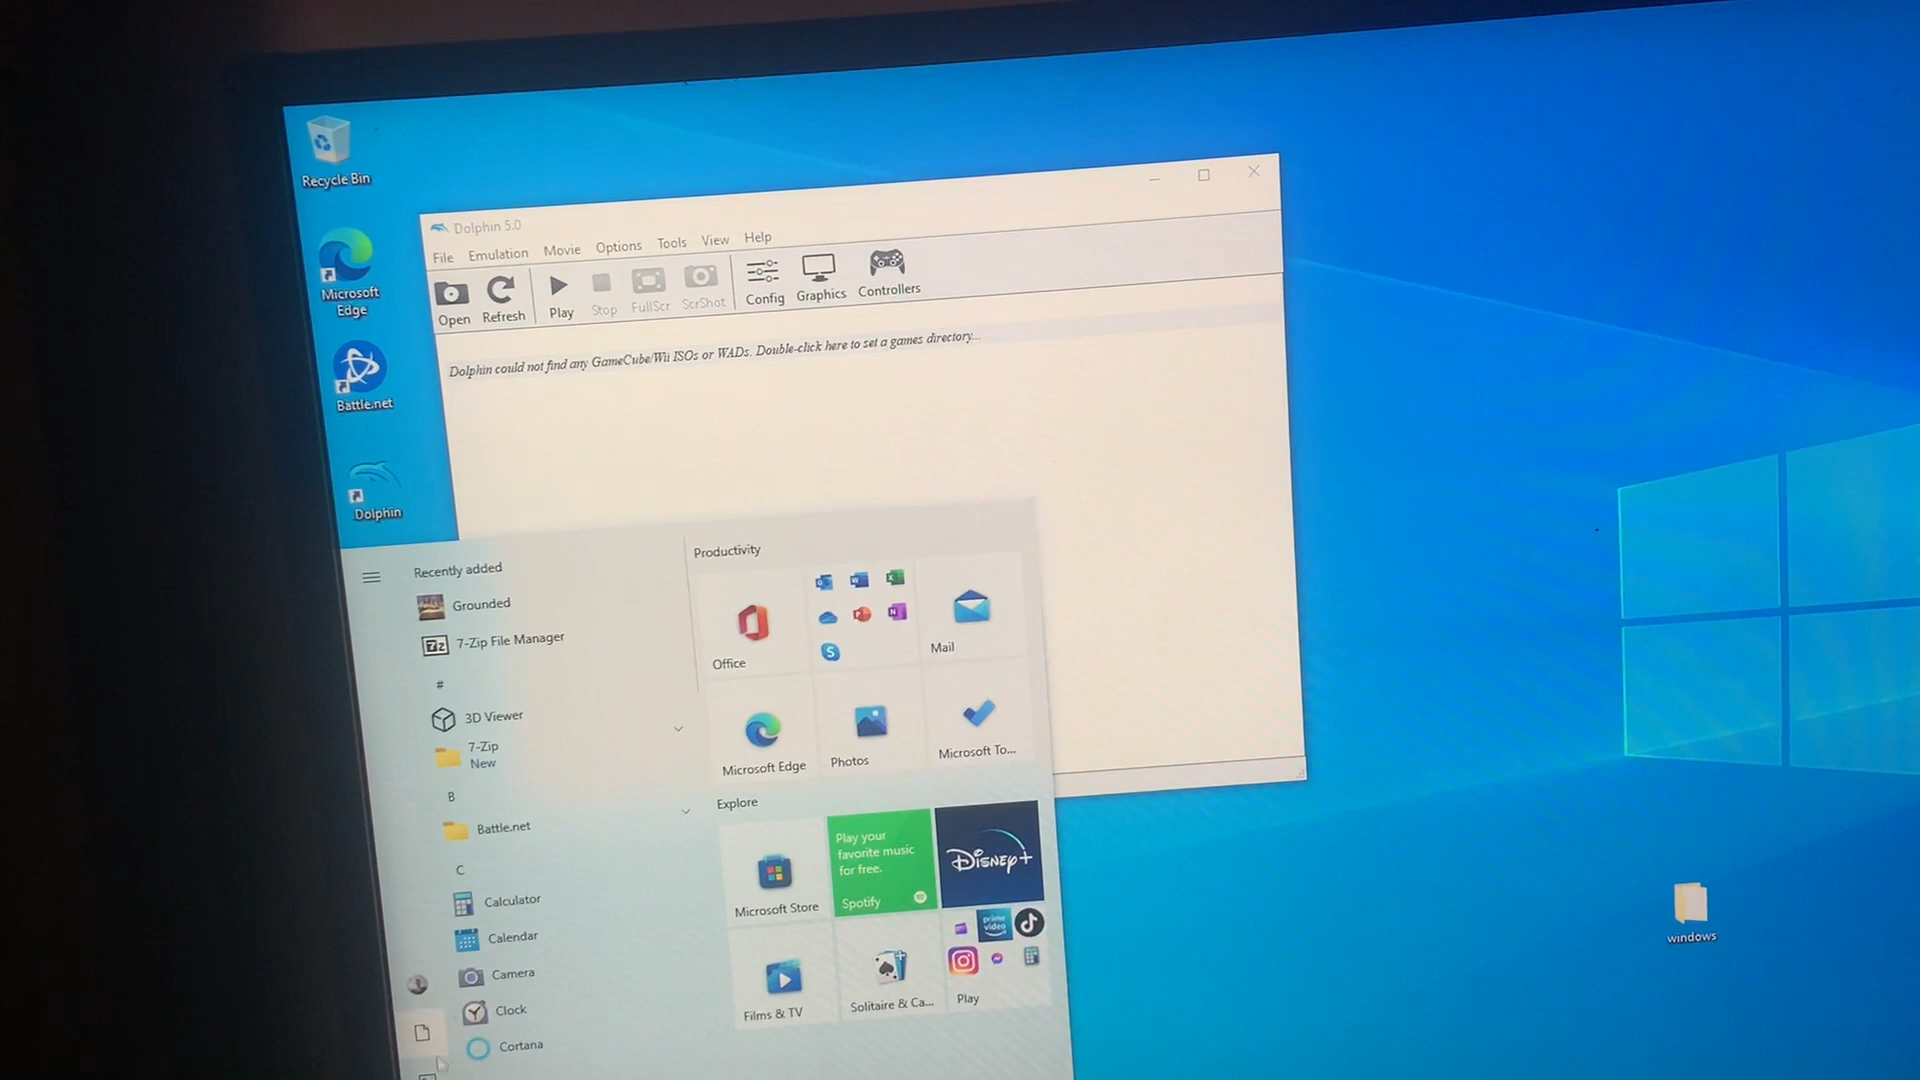 Recycle Bin
Microsoft
Edge
Battle.net
Dolphin
Dolphin 5.0
File Emulation Movie Options Tools View Help
Open Refresh Play Stop FullScr ScrShot Config Graphics Controllers
Dolphin could not find any GameCube/Wii ISOs or WADs. Double-click here to set a games directory...
Recently added
Grounded
7z 7-Zip File Manager
#
3D Viewer
7-Zip
New
B
Battle.net
C
Calculator
Calendar
Camera
Clock
Cortana
Productivity
Office
Mail
Microsoft Edge
Photos
Microsoft To...
Explore
Microsoft Store
Play your
favorite music
for free.
Spotify
Disney+
Films & TV
Solitaire & Ca...
prime
video
Play
windows